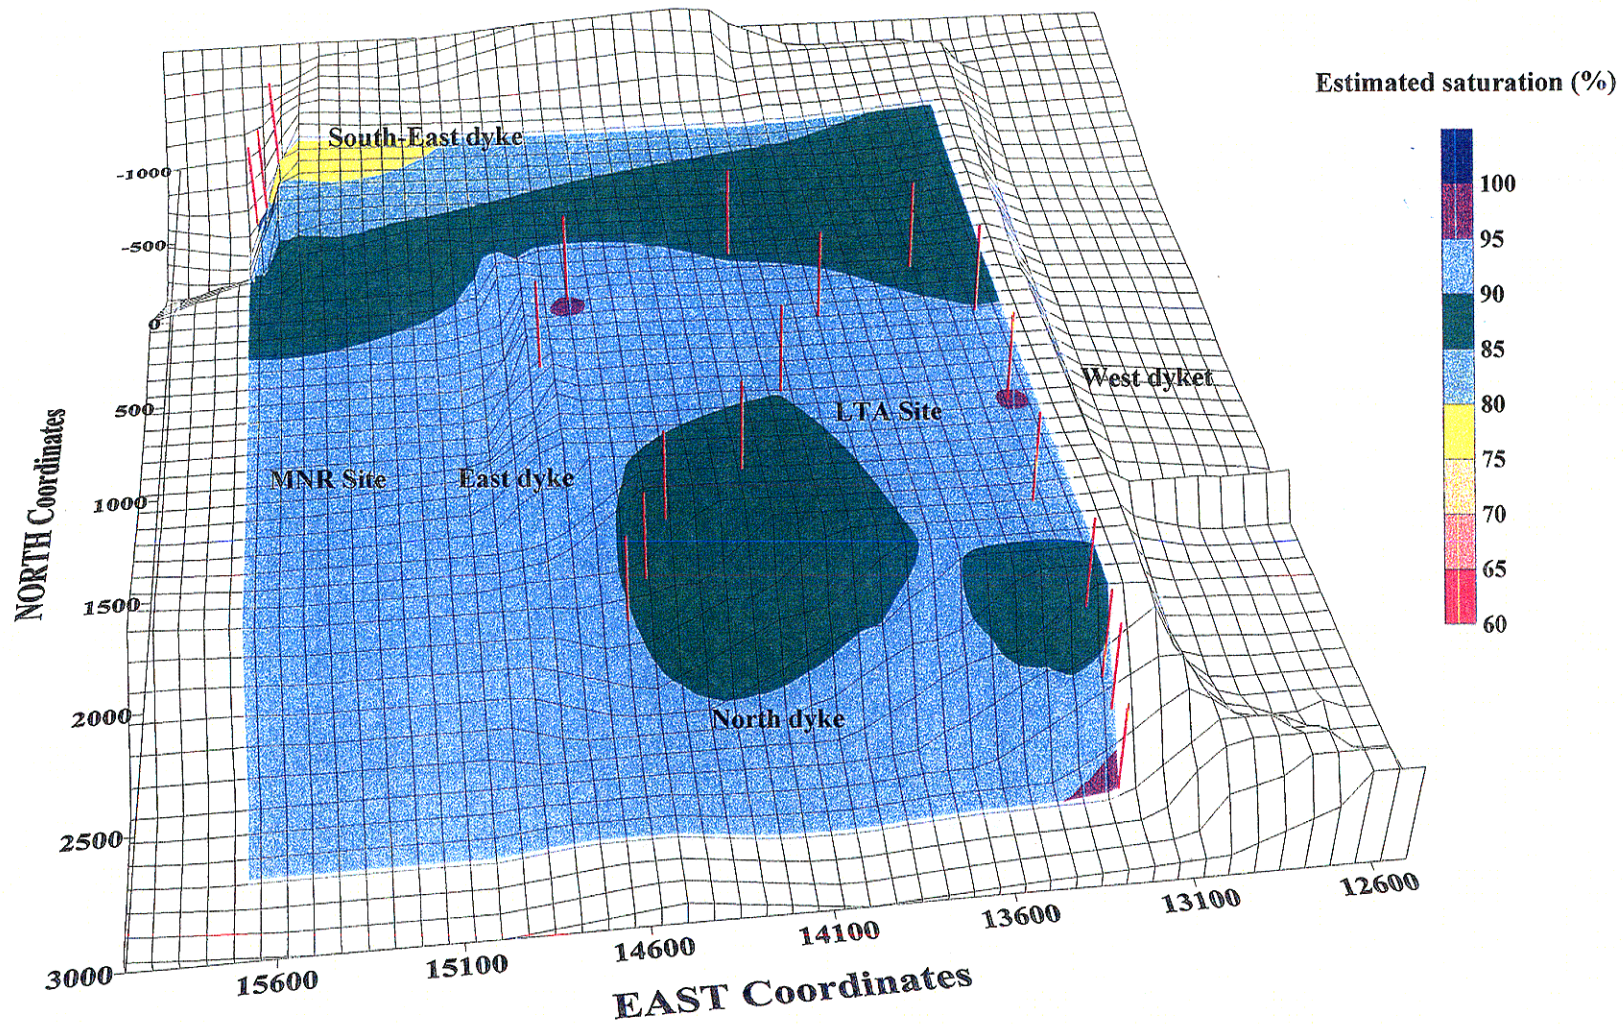 Estimated saturation (%)
South-East dyke
100
95
90
85
80
75
70
65
60
-1000
-500
0
500
1000
1500
2000
2500
3000
NORTH Coordinates
West dyket
LTA Site
MNR Site
East dyke
North dyke
15600
15100
14600
14100
13600
13100
12600
EAST Coordinates